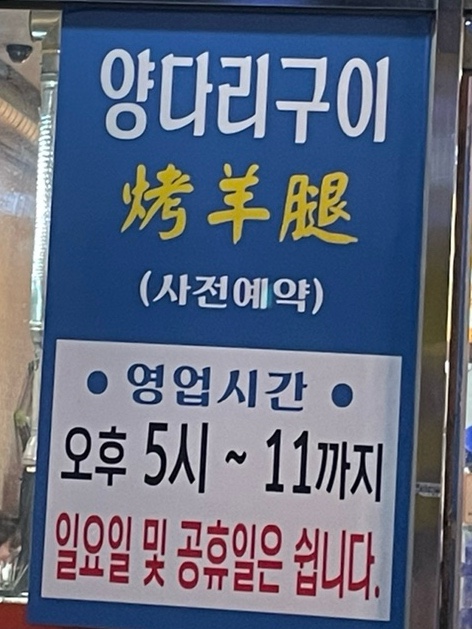 양다리구이
烤羊腿
(사전예약)
● 영업시간 ●
오후 5시 ~ 11까지
일요일 및 공휴일은 쉽니다.